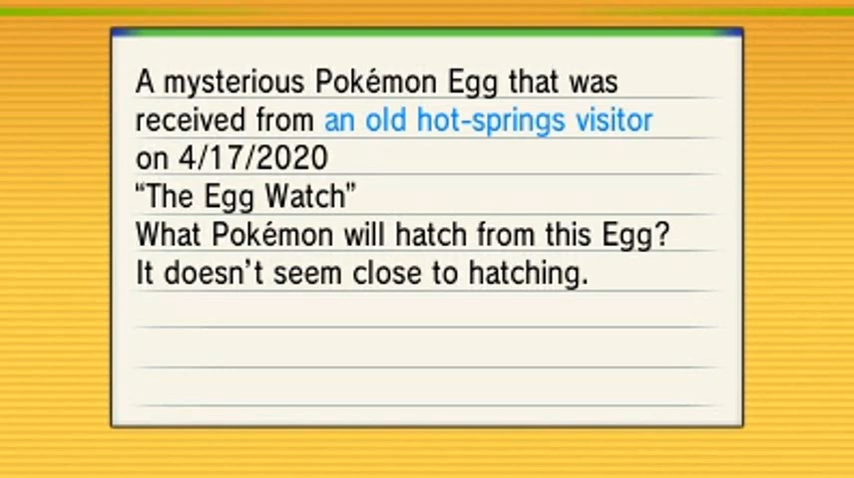 A mysterious Pokémon Egg that was
received from an old hot-springs visitor
on 4/17/2020
“The Egg Watch”
What Pokémon will hatch from this Egg?
It doesn’t seem close to hatching.